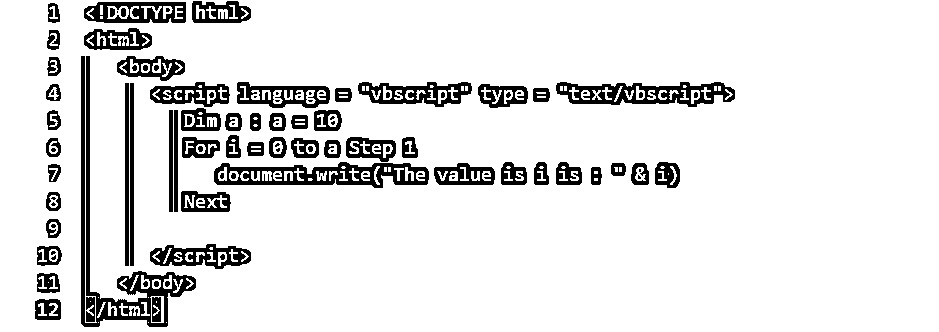 1 <!DOCTYPE html>
2 <html>
3 <body>
4 <script language = "vbscript" type = "text/vbscript">
5 Dim a : a = 10
6 For i = 0 to a Step 1
7 document.write("The value is i is : " & i)
8 Next
9
10 </script>
11 </body>
12 </html>